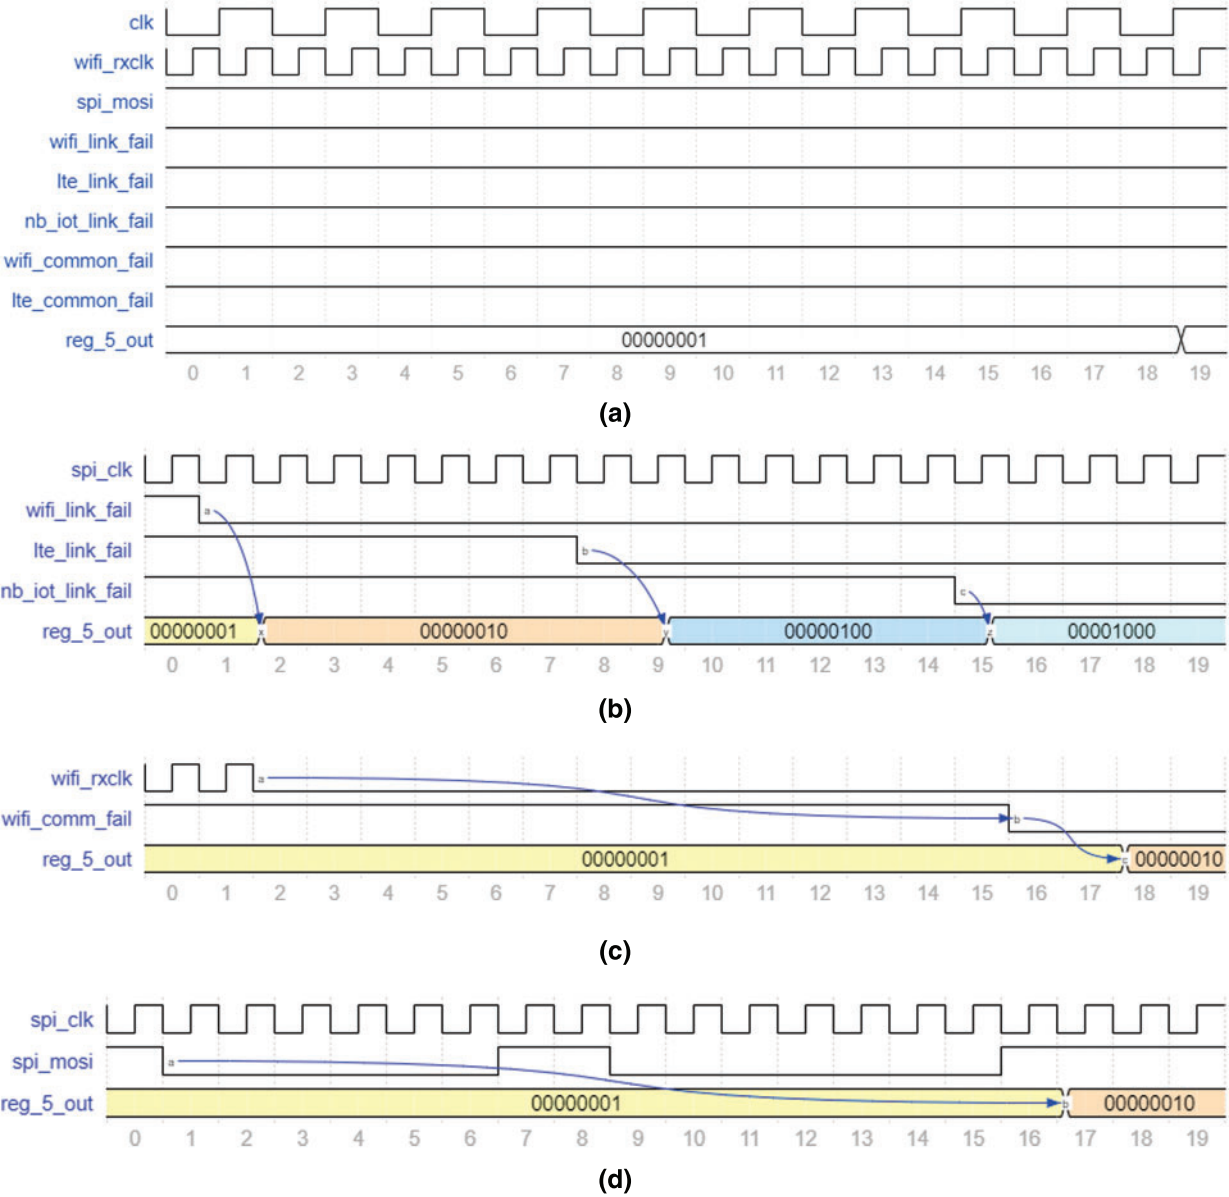 clk
wifi_rxclk
spi_mosi
wifi_link_fail
lte_link_fail
nb_iot_link_fail
wifi_common_fail
lte_common_fail
reg_5_out 00000001
0 1 2 3 4 5 6 7 8 9 10 11 12 13 14 15 16 17 18 19
(a)
spi_clk
wifi_link_fail a
lte_link_fail b
nb_iot_link_fail c
reg_5_out 00000001 x 00000010 y 00000100 z 00001000
0 1 2 3 4 5 6 7 8 9 10 11 12 13 14 15 16 17 18 19
(b)
wifi_rxclk a
wifi_comm_fail b
reg_5_out 00000001 c 00000010
0 1 2 3 4 5 6 7 8 9 10 11 12 13 14 15 16 17 18 19
(c)
spi_clk
spi_mosi a
reg_5_out 00000001 b 00000010
0 1 2 3 4 5 6 7 8 9 10 11 12 13 14 15 16 17 18 19
(d)